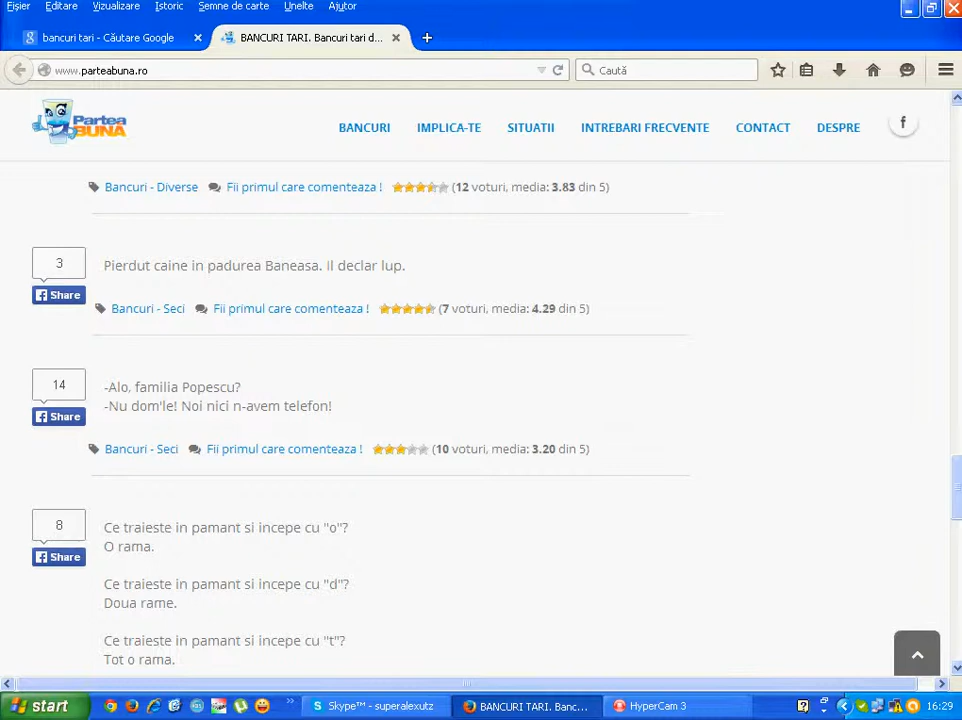 Fișier Editare Vizualizare Istoric Semne de carte Unelte Ajutor
bancuri tari - Căutare Google
BANCURI TARI. Bancuri tari d...
www.parteabuna.ro
Caută
Partea BUNA
BANCURI IMPLICA-TE SITUATII INTREBARI FRECVENTE CONTACT DESPRE
Bancuri - Diverse Fii primul care comenteaza ! (12 voturi, media: 3.83 din 5)
3
Share
Pierdut caine in padurea Baneasa. Il declar lup.
Bancuri - Seci Fii primul care comenteaza ! (7 voturi, media: 4.29 din 5)
14
Share
-Alo, familia Popescu?
-Nu dom'le! Noi nici n-avem telefon!
Bancuri - Seci Fii primul care comenteaza ! (10 voturi, media: 3.20 din 5)
8
Share
Ce traieste in pamant si incepe cu "o"?
O rama.
Ce traieste in pamant si incepe cu "d"?
Doua rame.
Ce traieste in pamant si incepe cu "t"?
Tot o rama.
start
Skype™ - superalexutz
BANCURI TARI. Banc...
HyperCam 3
16:29